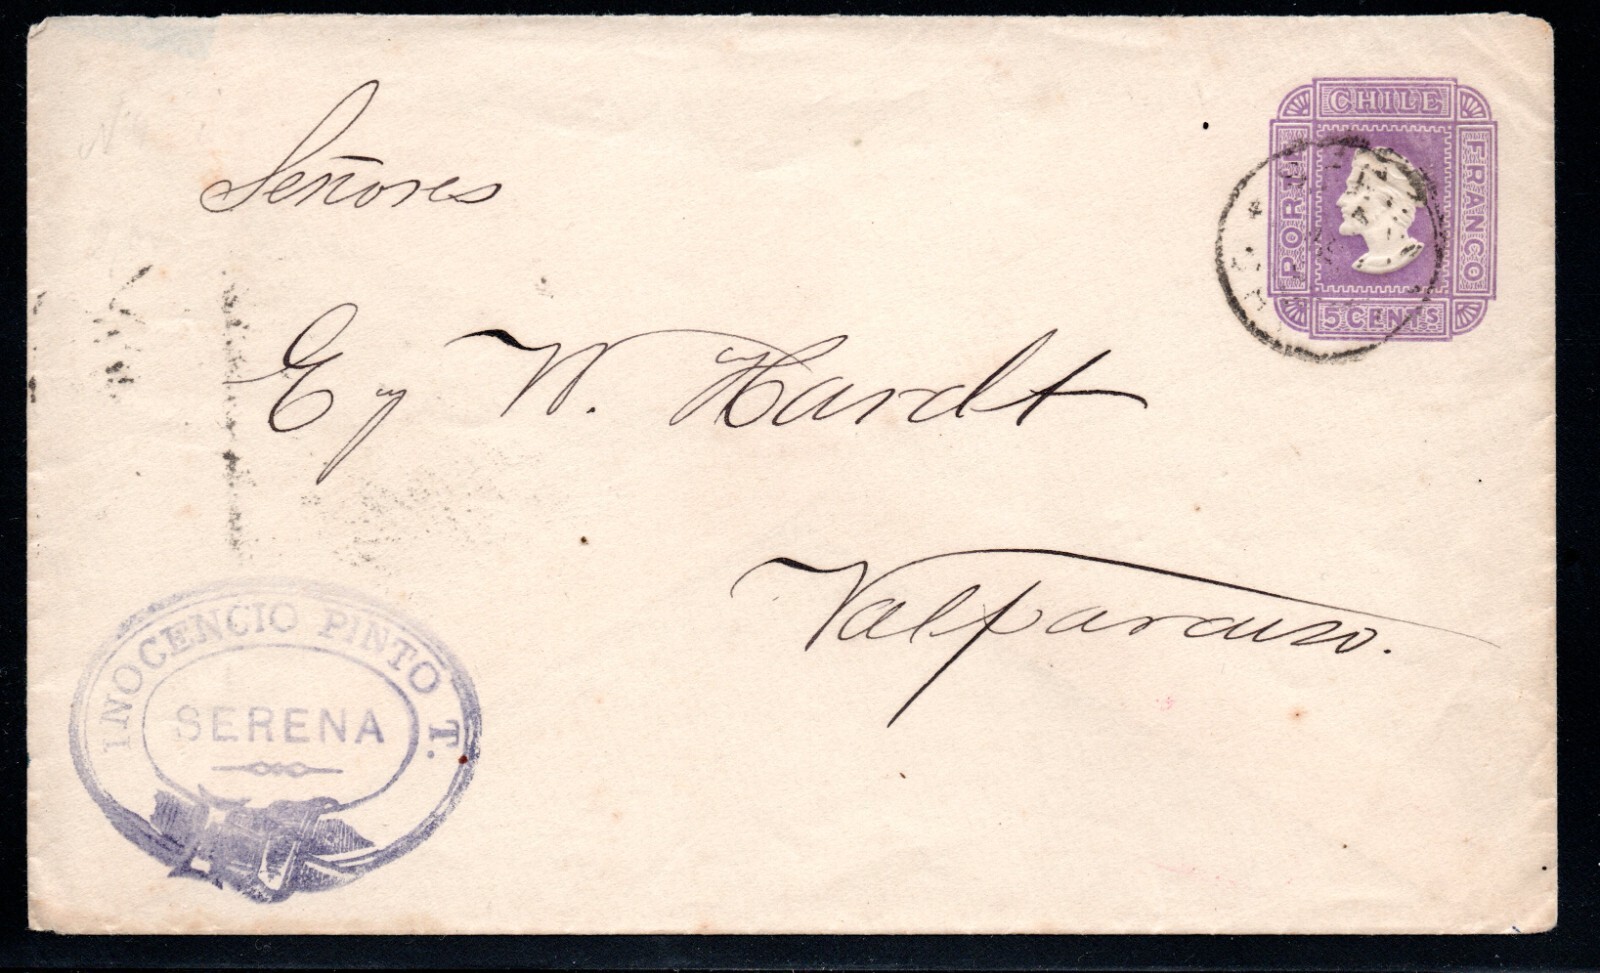 CHILE
PORTE
FRANCO
5 CENTS
Señores
E y W. Hardt
Valparaiso.
INOCENCIO PINTO T.
SERENA